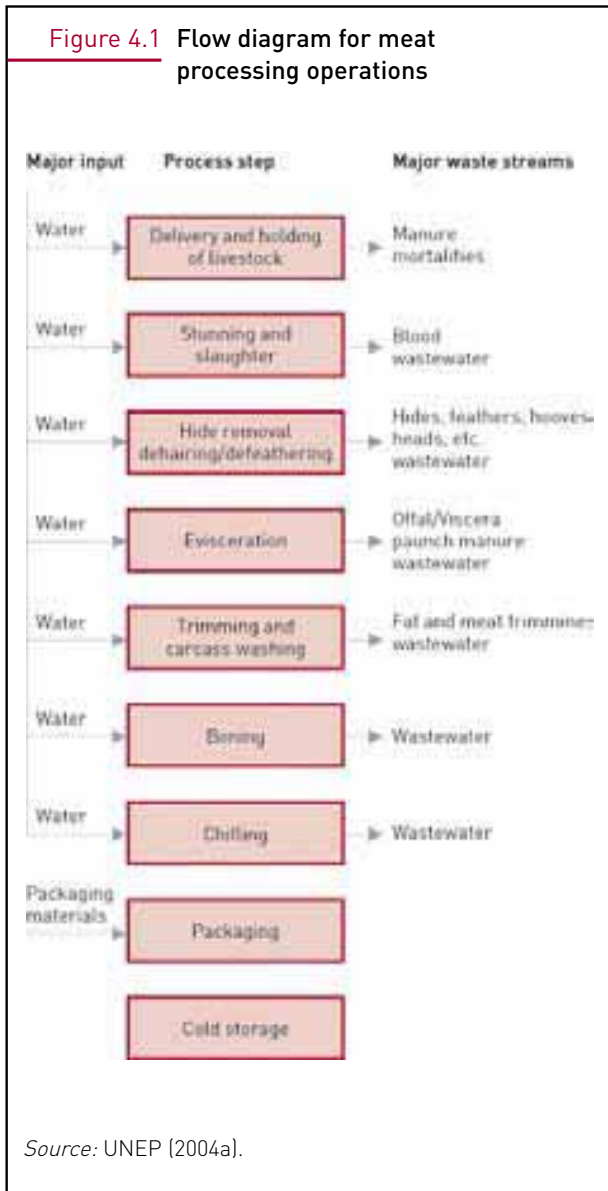 Figure 4.1 Flow diagram for meat
processing operations
Major input Process step Major waste streams
Water Delivery and holding
of livestock Manure
mortalifies
Water Stunning and
slaughter Blood
wastewater
Water Hide removal
dehairing/defeathering Hides, feathers, hooves
heads, etc.
wastewater
Water Evisceration Offal/Viscera
paunch manure
wastewater
Water Trimming and
carcass washing Fat and meat trimmine
wastewater
Water Boning Wastewater
Water Chilling Wastewater
Packaging
materials Packaging
Cold storage
Source: UNEP (2004a).